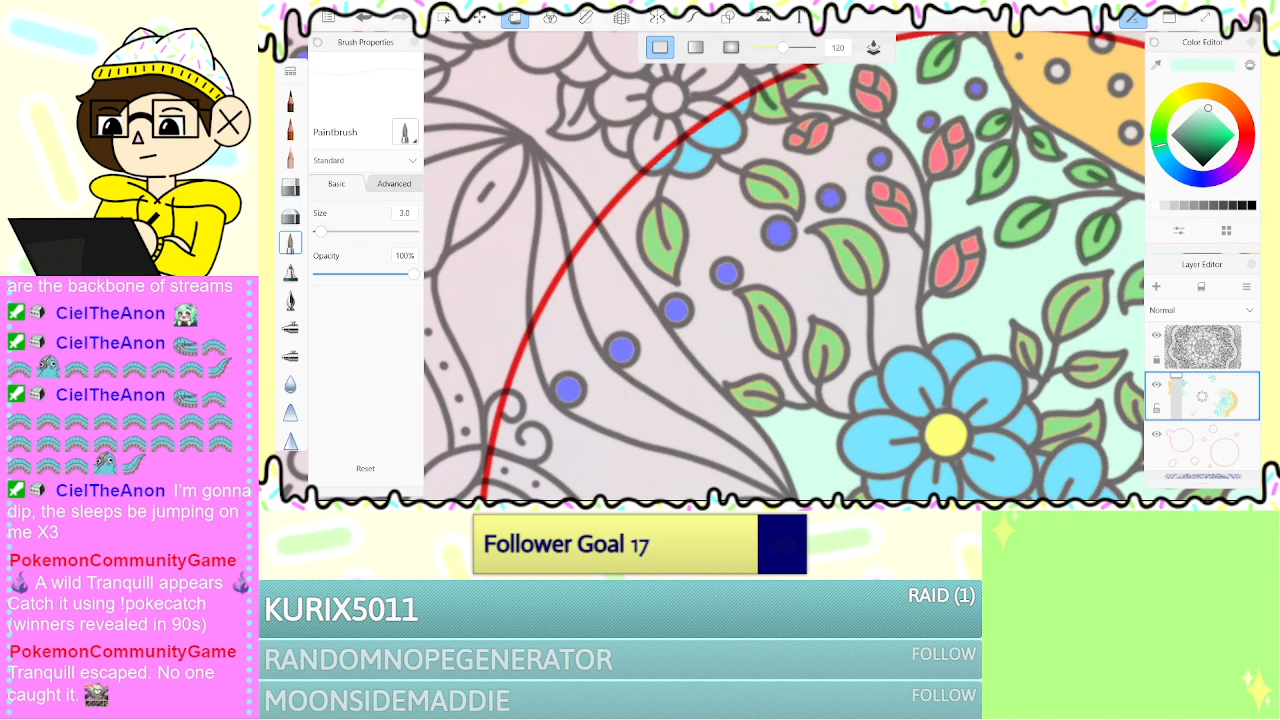 Brush Properties
Paintbrush
Standard
Basic
Advanced
Size
3.0
Opacity
100%
Reset
120
Color Editor
Layer Editor
Normal
are the backbone of streams
CielTheAnon
CielTheAnon
CielTheAnon
CielTheAnon I'm gonna
dip, the sleeps be jumping on
me X3
PokemonCommunityGame
A wild Tranquill appears
Catch it using !pokecatch
(winners revealed in 90s)
PokemonCommunityGame
Tranquill escaped. No one
caught it.
Follower Goal 17
KURIX5011
RAID (1)
RANDOMNOPEGENERATOR
FOLLOW
MOONSIDEMADDIE
FOLLOW